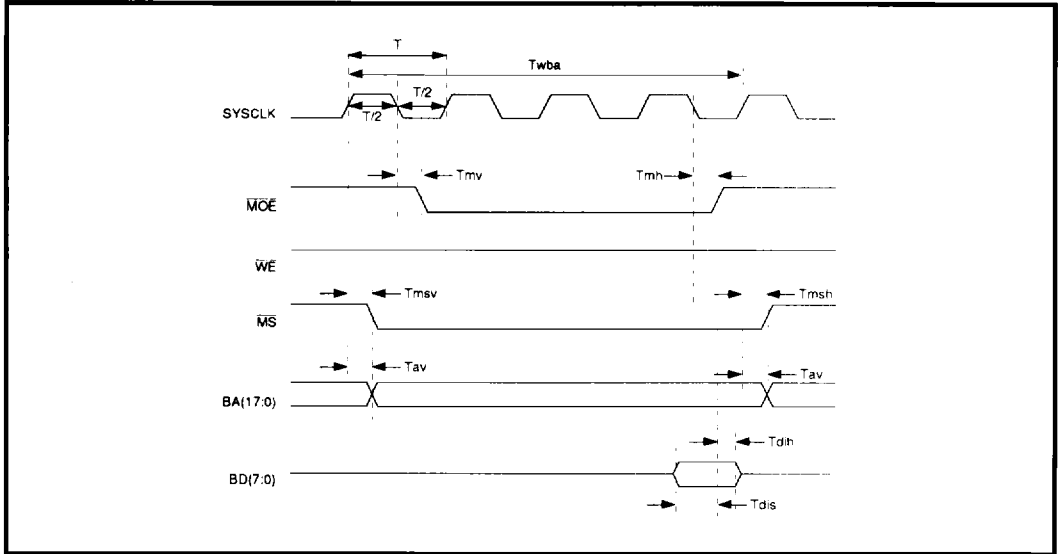 T
Twba
T/2
SYSCLK
T/2
Tmv
Tmh
MOE
WE
Tmsv
Tmsh
MS
Tav
Tav
BA(17:0)
Tdih
BD(7:0)
Tdis